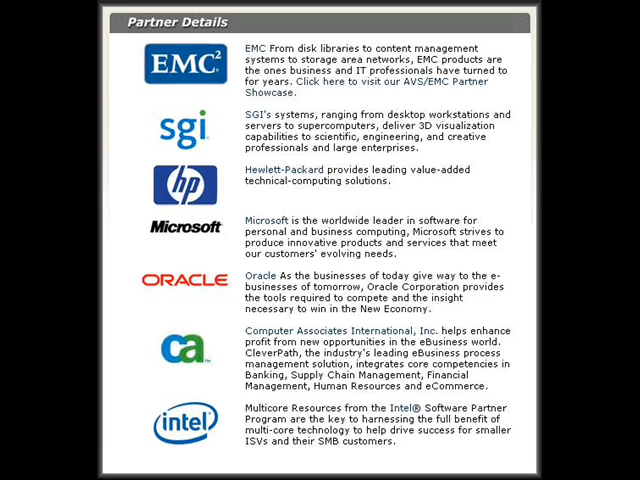 Partner Details
EMC²
EMC From disk libraries to content management
systems to storage area networks, EMC products are
the ones business and IT professionals have turned to
for years. Click here to visit our AVS/EMC Partner
Showcase.
sgi
SGI's systems, ranging from desktop workstations and
servers to supercomputers, deliver 3D visualization
capabilities to scientific, engineering, and creative
professionals and large enterprises.
hp
Hewlett-Packard provides leading value-added
technical-computing solutions.
Microsoft
Microsoft is the worldwide leader in software for
personal and business computing, Microsoft strives to
produce innovative products and services that meet
our customers' evolving needs.
ORACLE
Oracle As the businesses of today give way to the e-
businesses of tomorrow, Oracle Corporation provides
the tools required to compete and the insight
necessary to win in the New Economy.
ca™
Computer Associates International, Inc. helps enhance
profit from new opportunities in the eBusiness world.
CleverPath, the industry's leading eBusiness process
management solution, integrates core competencies in
Banking, Supply Chain Management, Financial
Management, Human Resources and eCommerce.
intel®
Multicore Resources from the Intel® Software Partner
Program are the key to harnessing the full benefit of
multi-core technology to help drive success for smaller
ISVs and their SMB customers.